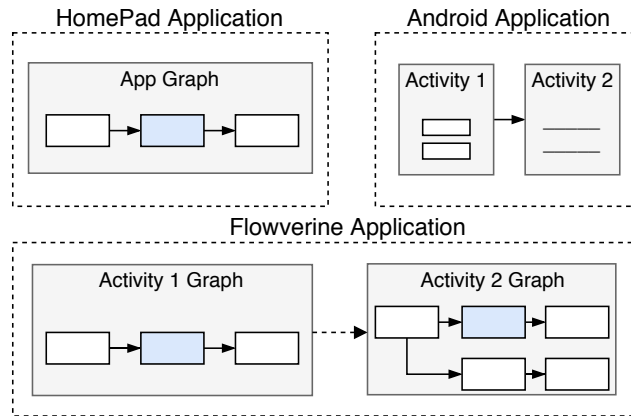 HomePad Application
Android Application
App Graph
Activity 1
Activity 2
Flowverine Application
Activity 1 Graph
Activity 2 Graph